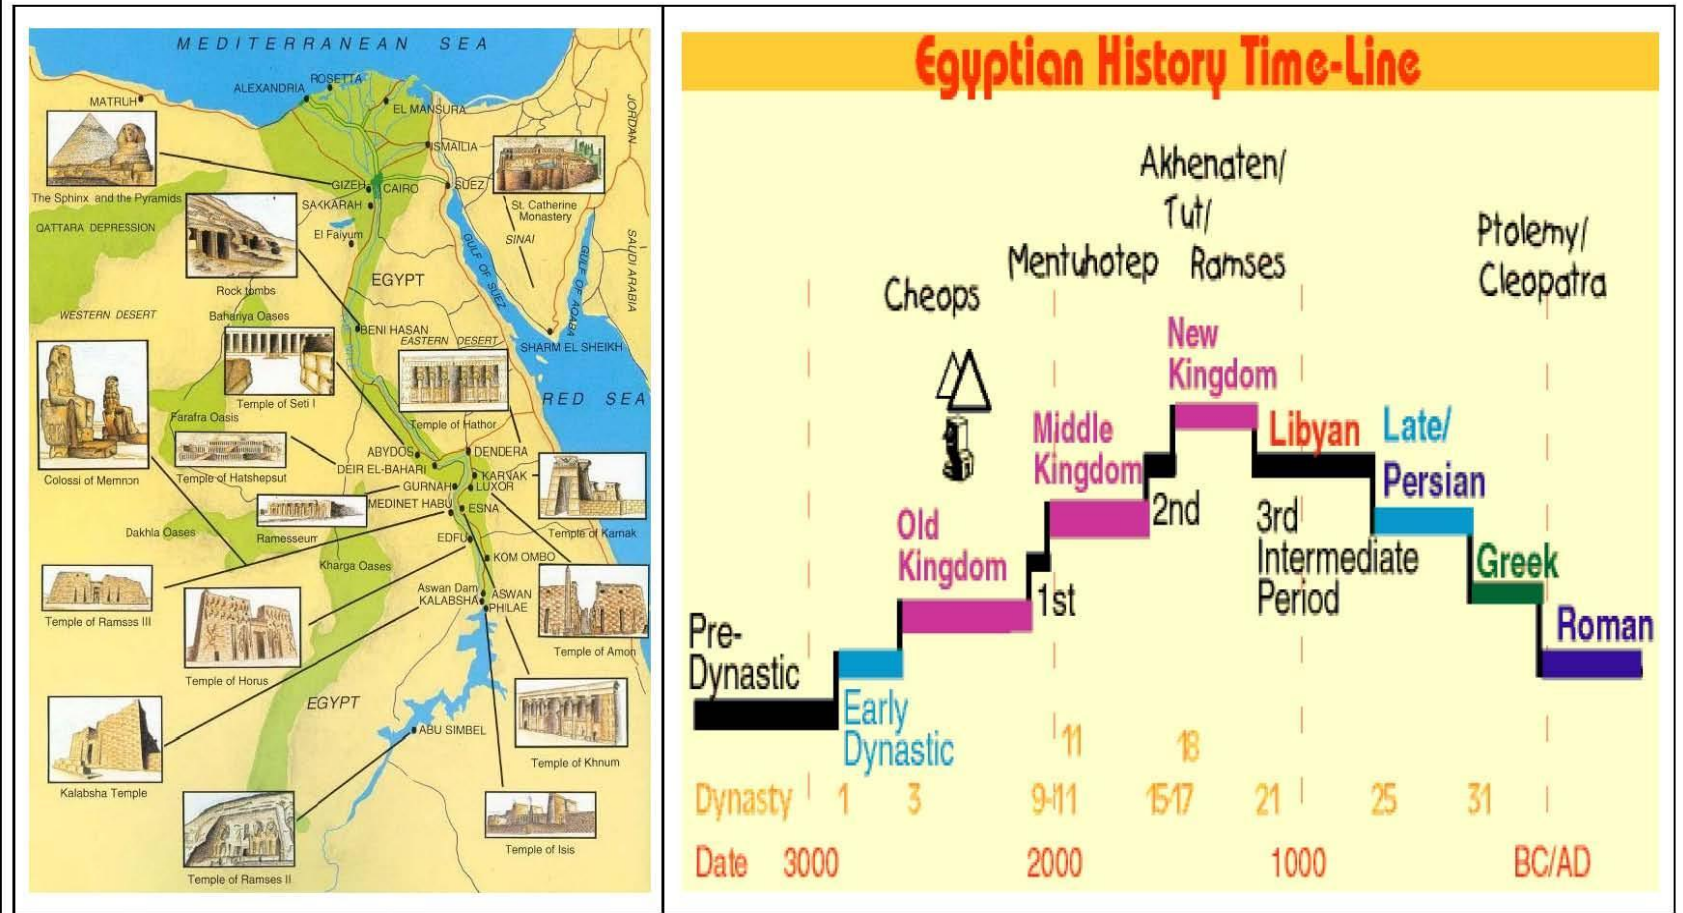 MEDITERRANEAN SEA
ROSETTA
ALEXANDRIA
MATRUH
EL MANSURA
JORDAN
ISMAILIA
GIZEH
CAIRO
SUEZ
The Sphinx and the Pyramids
SAKKARAH
St. Catherine
Monastery
QATTARA DEPRESSION
El Faiyum
SINAI
GULF OF SUEZ
GULF OF AQABA
SAUDI ARABIA
EGYPT
Rock tombs
WESTERN DESERT
Bahariya Oases
BENI HASAN
EASTERN DESERT
SHARM EL SHEIKH
RED SEA
Temple of Seti I
Farafra Oasis
Temple of Hathor
ABYDOS
DENDERA
DEIR EL-BAHARI
KARNAK
Colossi of Memnon
Temple of Hatshepsut
GURNAH
LUXOR
MEDINET HABU
ESNA
Dakhla Oases
Ramesseum
EDFU
Temple of Karnak
KOM OMBO
Kharga Oases
Aswan Dam
KALABSHA
ASWAN
PHILAE
Temple of Ramses III
Temple of Amon
Temple of Horus
EGYPT
ABU SIMBEL
Temple of Khnum
Kalabsha Temple
Temple of Isis
Temple of Ramses II
Egyptian History Time-Line
Akhenaten/
Tut/
Ramses
Mentuhotep
Cheops
Ptolemy/
Cleopatra
New
Kingdom
Middle
Kingdom
Libyan
Late/
Persian
Old
Kingdom
2nd
3rd
Intermediate
Period
Greek
1st
Pre-
Dynastic
Roman
Early
Dynastic
11
18
Dynasty 1 3 9-11 15-17 21 25 31
Date 3000 2000 1000 BC/AD